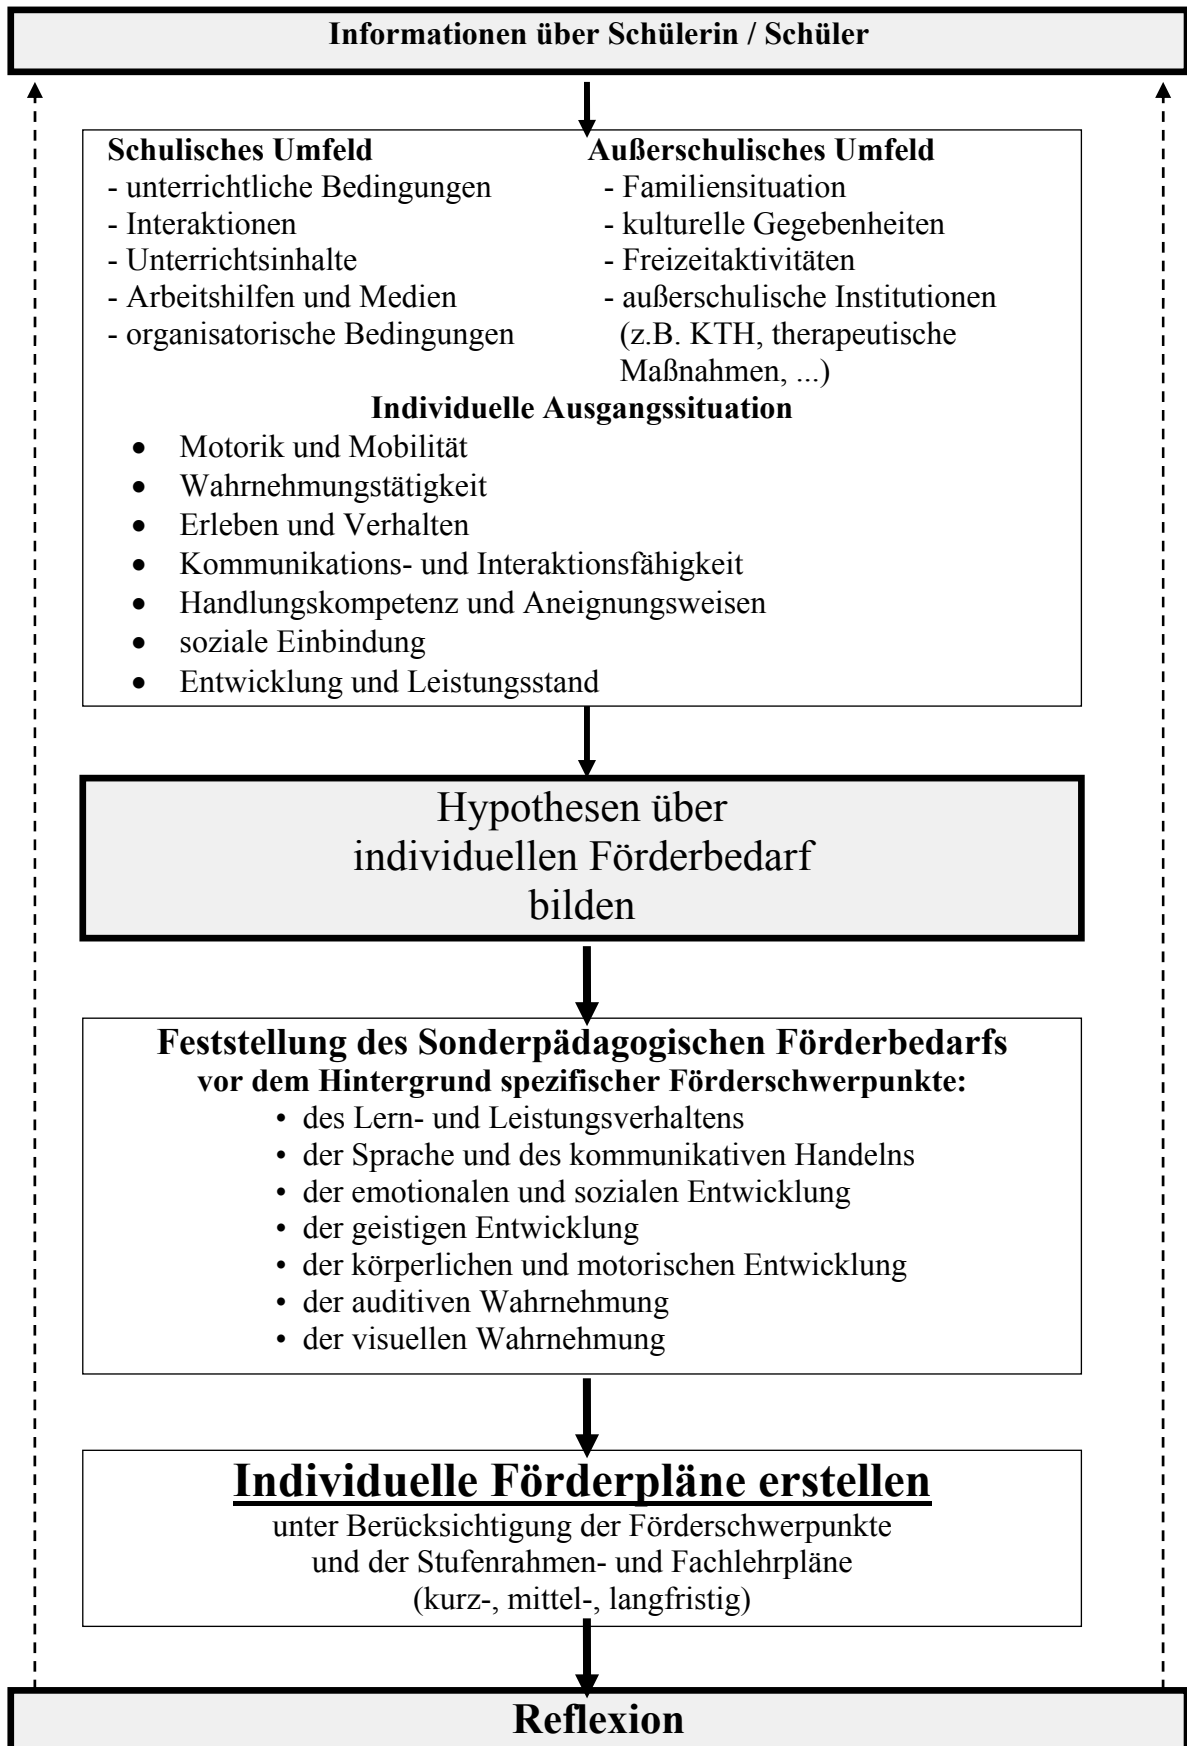 Informationen über Schülerin / Schüler
Schulisches Umfeld
- unterrichtliche Bedingungen
- Interaktionen
- Unterrichtsinhalte
- Arbeitshilfen und Medien
- organisatorische Bedingungen
Außerschulisches Umfeld
- Familiensituation
- kulturelle Gegebenheiten
- Freizeitaktivitäten
- außerschulische Institutionen
(z.B. KTH, therapeutische
Maßnahmen, ...)
Individuelle Ausgangssituation
• Motorik und Mobilität
• Wahrnehmungstätigkeit
• Erleben und Verhalten
• Kommunikations- und Interaktionsfähigkeit
• Handlungskompetenz und Aneignungsweisen
• soziale Einbindung
• Entwicklung und Leistungsstand
Hypothesen über
individuellen Förderbedarf
bilden
Feststellung des Sonderpädagogischen Förderbedarfs
vor dem Hintergrund spezifischer Förderschwerpunkte:
• des Lern- und Leistungsverhaltens
• der Sprache und des kommunikativen Handelns
• der emotionalen und sozialen Entwicklung
• der geistigen Entwicklung
• der körperlichen und motorischen Entwicklung
• der auditiven Wahrnehmung
• der visuellen Wahrnehmung
Individuelle Förderpläne erstellen
unter Berücksichtigung der Förderschwerpunkte
und der Stufenrahmen- und Fachlehrpläne
(kurz-, mittel-, langfristig)
Reflexion